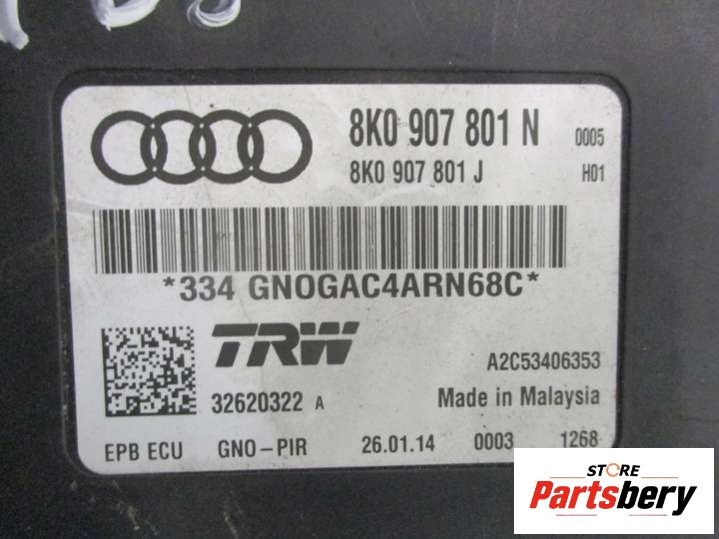 8K0 907 801 N 0005
8K0 907 801 J H01
*334 GNOGAC4ARN68C*
TRW A2C53406353
32620322 A Made in Malaysia
EPB ECU GNO-PIR 26.01.14 0003 1268
STORE
Partsbery